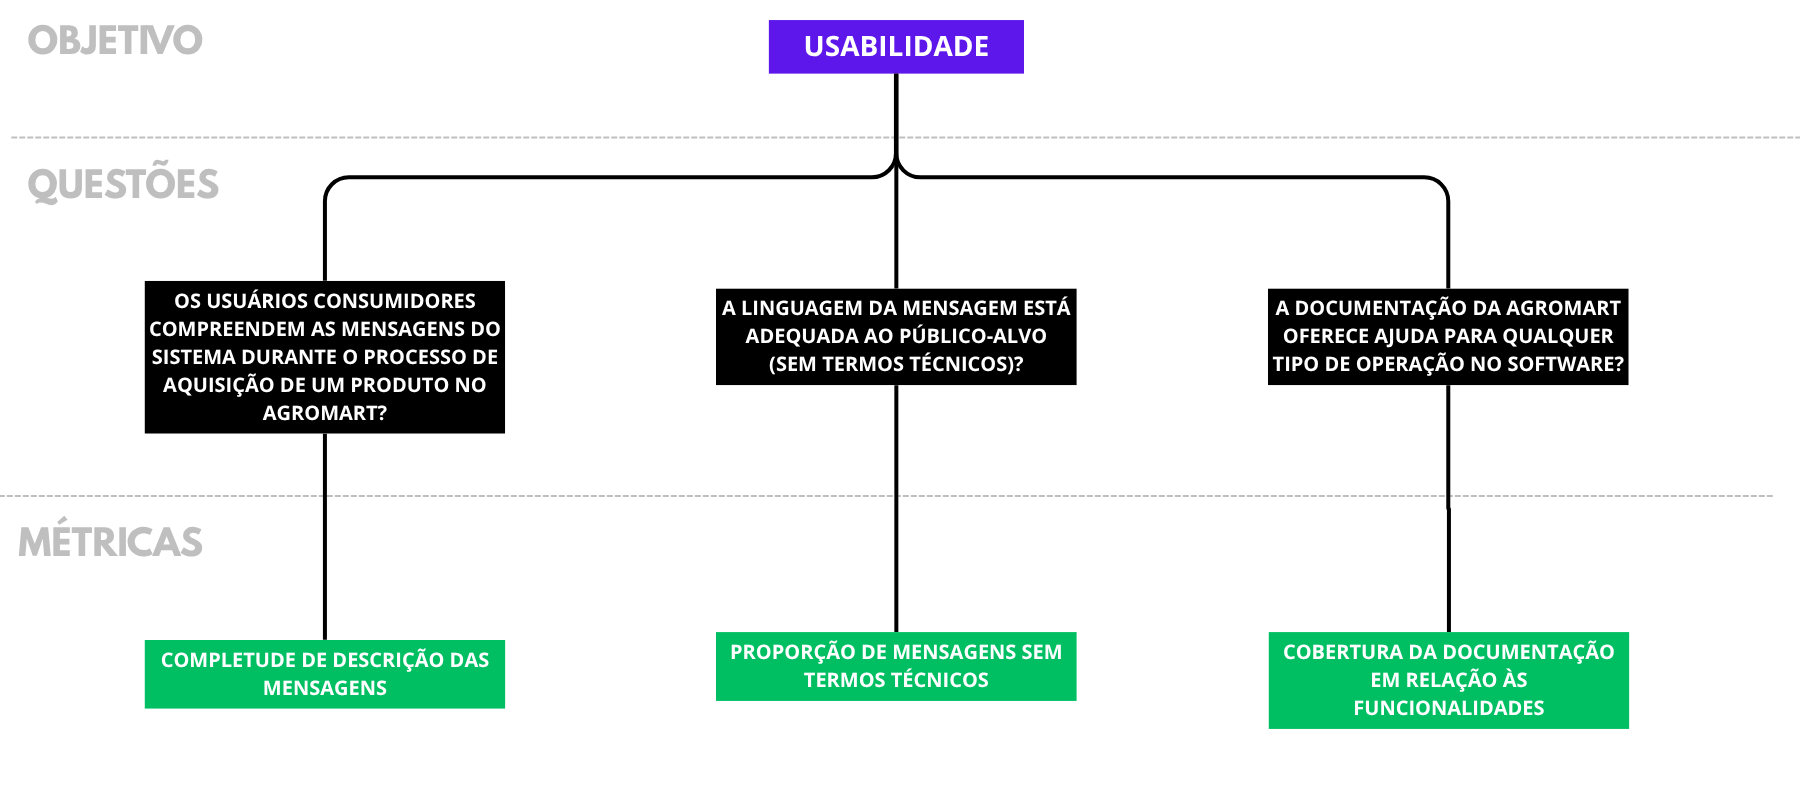 OBJETIVO
USABILIDADE
QUESTÕES
OS USUÁRIOS CONSUMIDORES
COMPREENDEM AS MENSAGENS DO
SISTEMA DURANTE O PROCESSO DE
AQUISIÇÃO DE UM PRODUTO NO
AGROMART?
A LINGUAGEM DA MENSAGEM ESTÁ
ADEQUADA AO PÚBLICO-ALVO
(SEM TERMOS TÉCNICOS)?
A DOCUMENTAÇÃO DA AGROMART
OFERECE AJUDA PARA QUALQUER
TIPO DE OPERAÇÃO NO SOFTWARE?
MÉTRICAS
COMPLETUDE DE DESCRIÇÃO DAS
MENSAGENS
PROPORÇÃO DE MENSAGENS SEM
TERMOS TÉCNICOS
COBERTURA DA DOCUMENTAÇÃO
EM RELAÇÃO ÀS
FUNCIONALIDADES